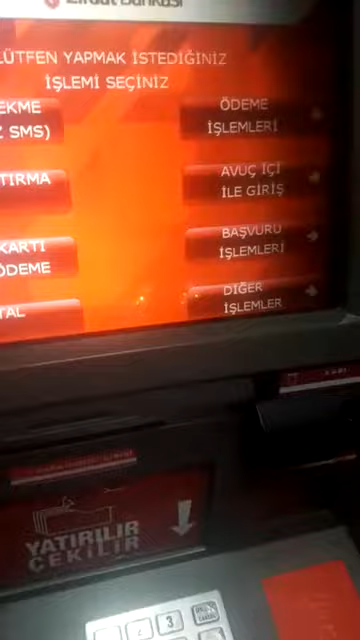 Ziraat Bankası
LÜTFEN YAPMAK İSTEDİĞİNİZ
İŞLEMİ SEÇİNİZ
EKME
SMS)
TIRMA
KARTI
ÖDEME
TAL
ÖDEME
İŞLEMLERİ
AVUÇ İÇİ
İLE GİRİŞ
BAŞVURU
İŞLEMLERİ
DİĞER
İŞLEMLER
YATIRILIR
ÇEKİLİR
3